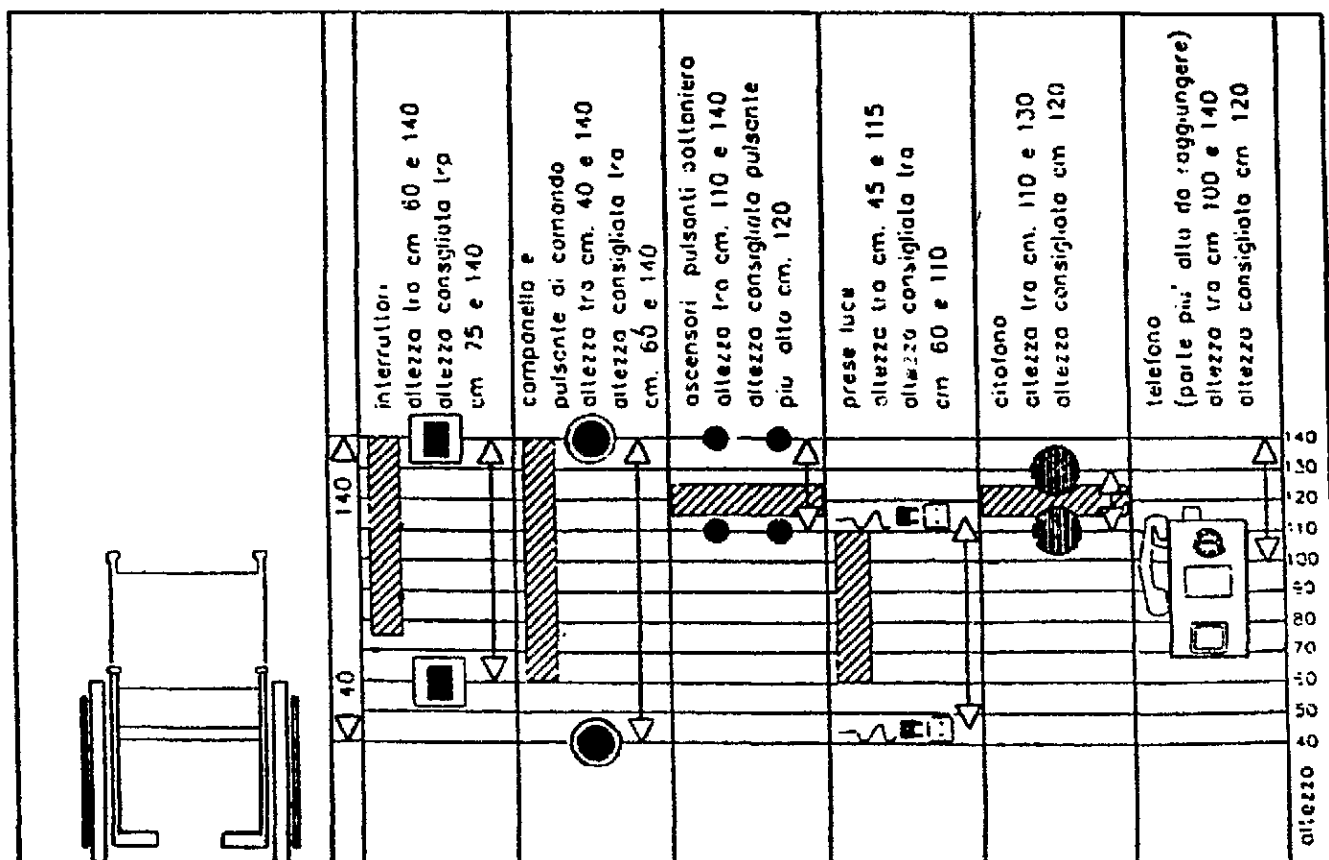 interruttori
altezza tra cm 60 e 140
altezza consigliata tra
cm 75 e 140
campanello e
pulsante di comando
altezza tra cm. 40 e 140
altezza consigliata tra
cm. 60 e 140
ascensori pulsanti bottoniera
altezza tra cm. 110 e 140
altezza consigliata pulsante
piu alto cm. 120
prese luce
altezza tra cm. 45 e 115
altezza consigliata tra
cm 60 e 110
citofono
altezza tra cm. 110 e 130
altezza consigliata cm 120
telefono
(parte piu' alta da raggiungere)
altezza tra cm 100 e 140
altezza consigliata cm 120
140
40
140
130
120
110
100
90
80
70
60
50
40
altezza